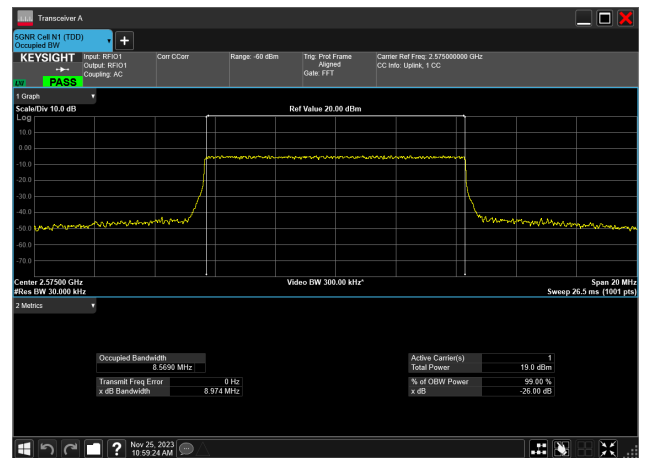 Transceiver A
5GNR Cell N1 (TDD)
Occupied BW
KEYSIGHT
Input: RFIO1
Output: RFIO1
Coupling: AC
Corr CCorr
Range: -60 dBm
Trig: Prot Frame
Aligned
Gate: FFT
Carrier Ref Freq: 2.575000000 GHz
CC Info: Uplink, 1 CC
PASS
1 Graph
Scale/Div 10.0 dB
Ref Value 20.00 dBm
Log
10.0
0.00
-10.0
-20.0
-30.0
-40.0
-50.0
-60.0
-70.0
Center 2.57500 GHz
Video BW 300.00 kHz*
Span 20 MHz
#Res BW 30.000 kHz
Sweep 26.5 ms (1001 pts)
2 Metrics
Occupied Bandwidth
8.5690 MHz
Transmit Freq Error 0 Hz
x dB Bandwidth 8.974 MHz
Active Carrier(s) 1
Total Power 19.0 dBm
% of OBW Power 99.00 %
x dB -26.00 dB
Nov 25, 2023
10:59:24 AM